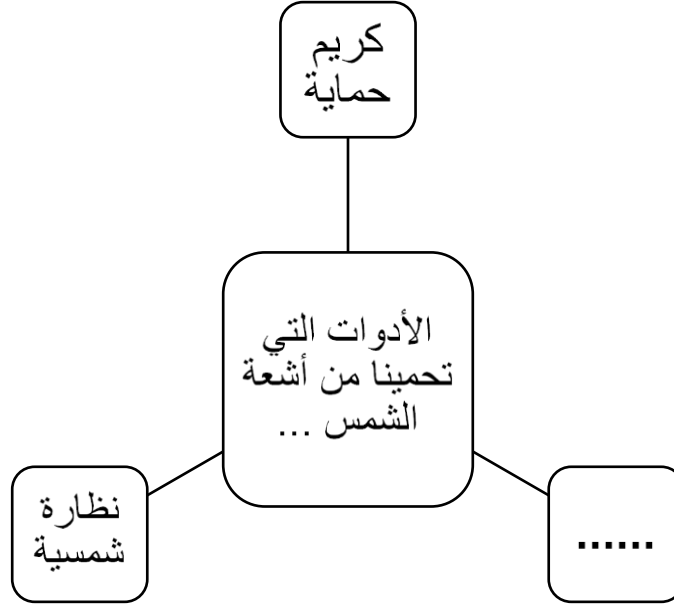 كريم
حماية
الأدوات التي
تحمينا من أشعة
الشمس ...
نظارة
شمسية
......